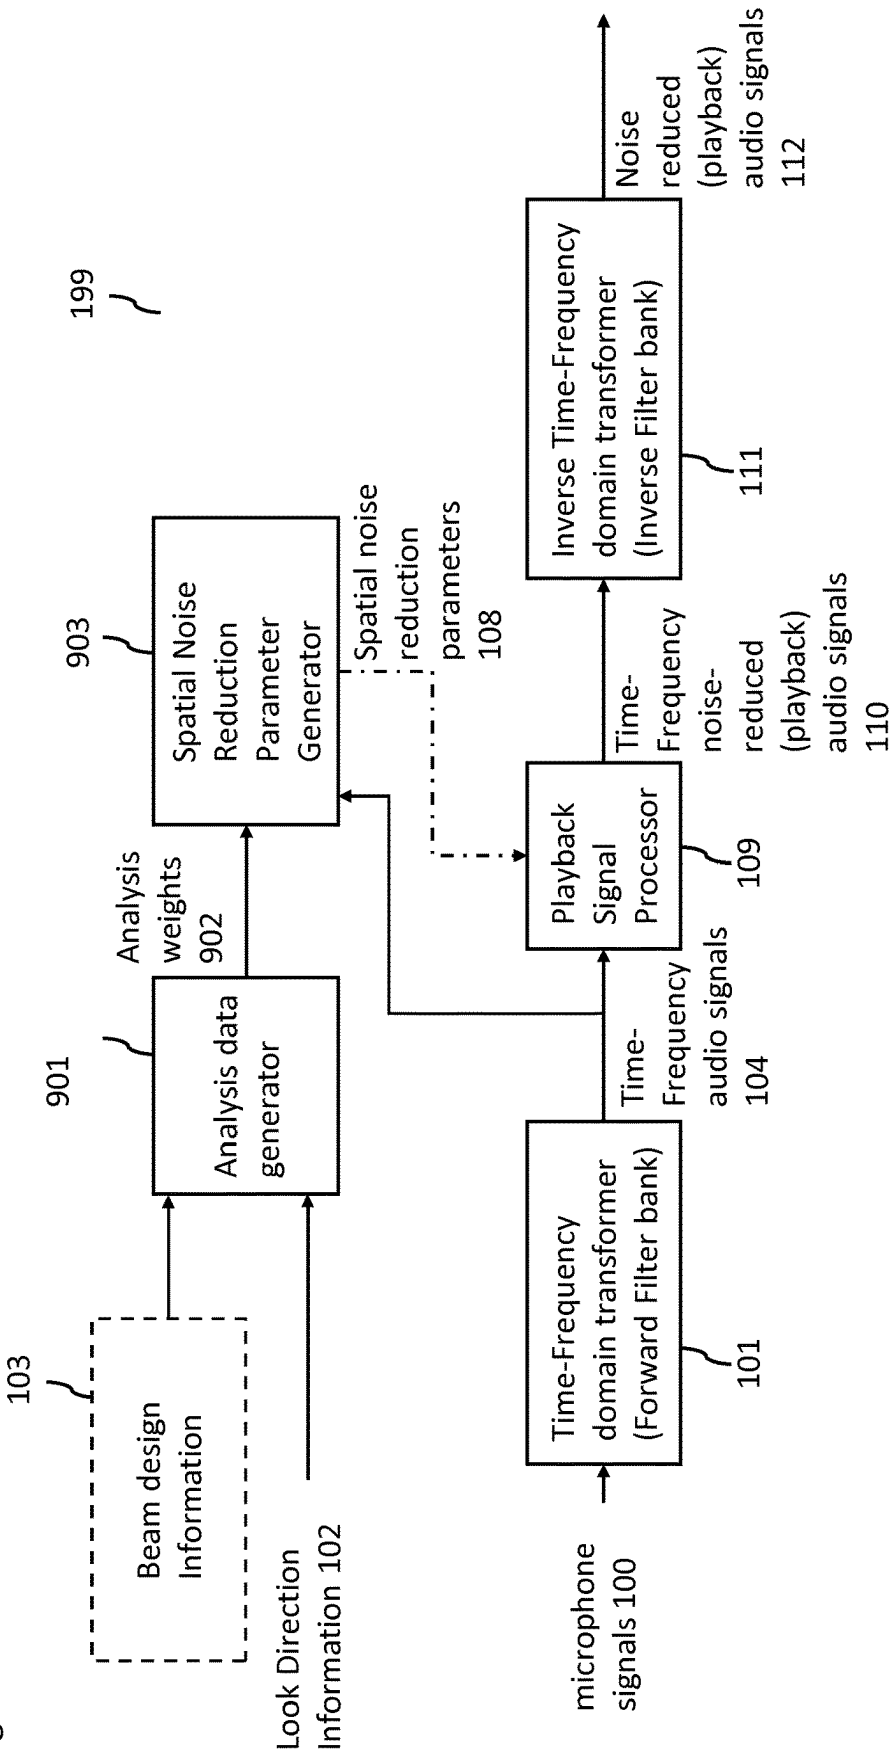 199
103
Beam design
Information
Look Direction
Information 102
901
Analysis data
generator
Analysis
weights
902
903
Spatial Noise
Reduction
Parameter
Generator
Spatial noise
reduction
parameters
108
microphone
signals 100
Time-Frequency
domain transformer
(Forward Filter bank)
101
Time-
Frequency
audio signals
104
Playback
Signal
Processor
109
Time-
Frequency
noise-
reduced
(playback)
audio signals
110
Inverse Time-Frequency
domain transformer
(Inverse Filter bank)
111
Noise
reduced
(playback)
audio signals
112